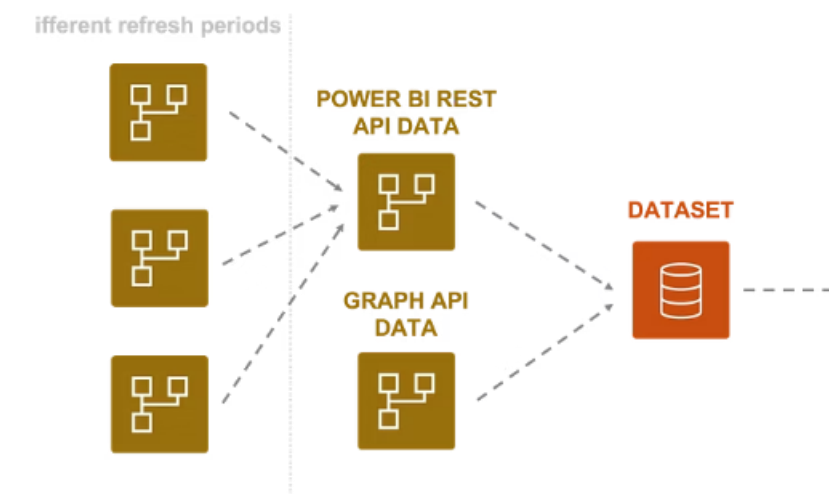 ifferent refresh periods
POWER BI REST
API DATA
DATASET
GRAPH API
DATA